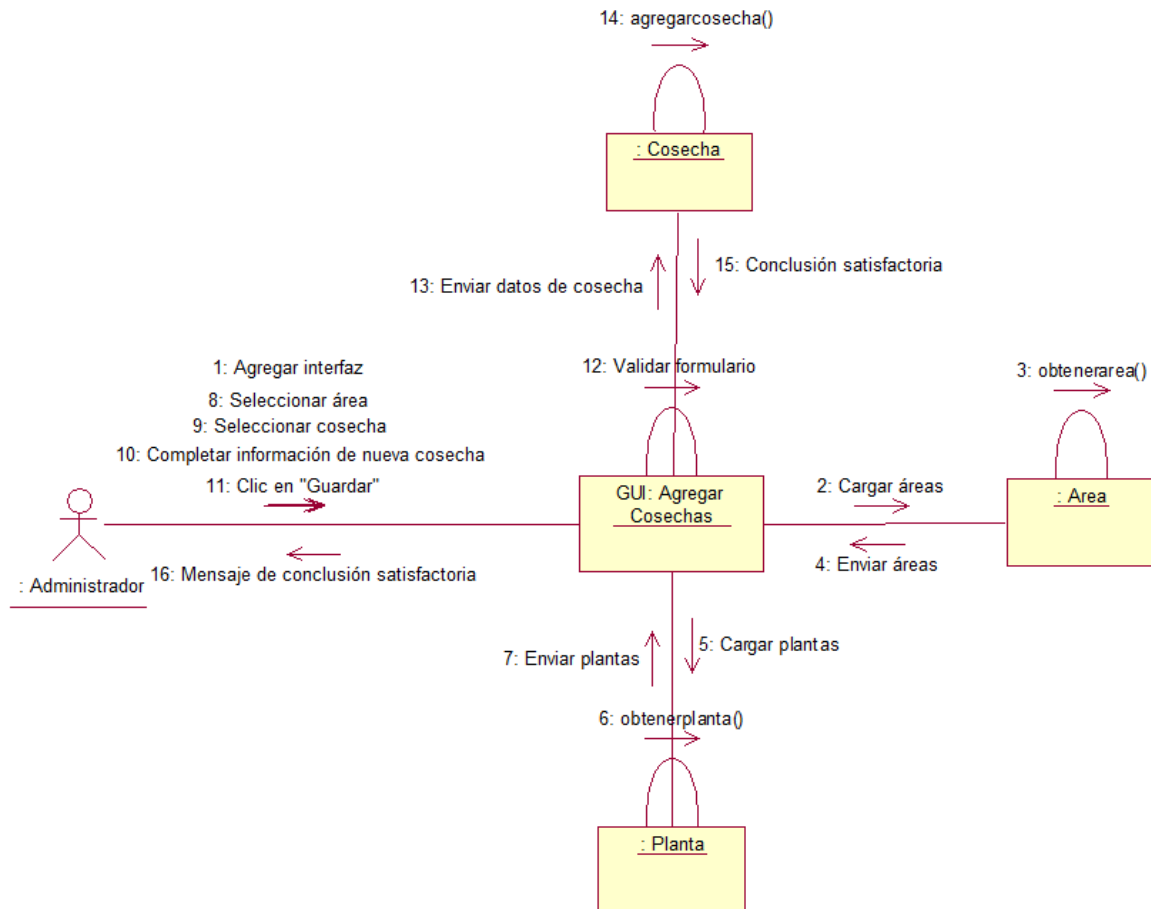 14: agregarcosecha()
: Cosecha
15: Conclusión satisfactoria
13: Enviar datos de cosecha
1: Agregar interfaz
12: Validar formulario
3: obtenerarea()
8: Seleccionar área
9: Seleccionar cosecha
10: Completar información de nueva cosecha
11: Clic en "Guardar"
GUI: Agregar
Cosechas
2: Cargar áreas
: Area
4: Enviar áreas
16: Mensaje de conclusión satisfactoria
: Administrador
5: Cargar plantas
7: Enviar plantas
6: obtenerplanta()
: Planta